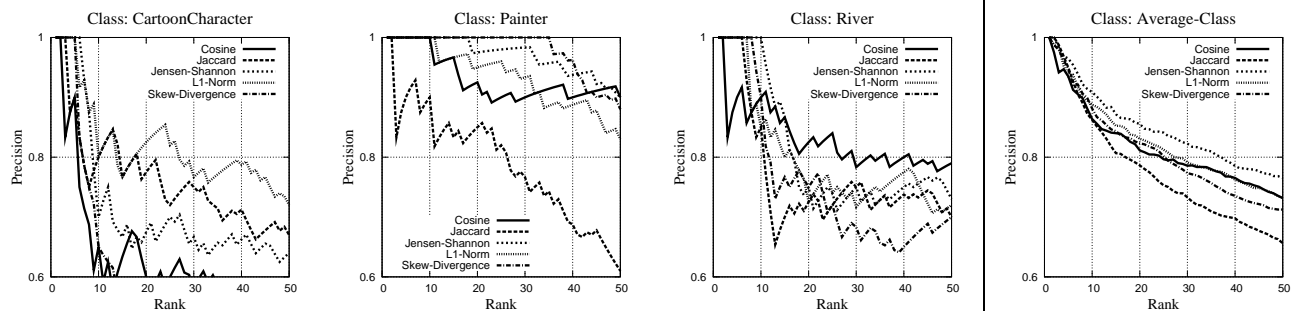 Class: CartoonCharacter
1
0.8
0.6
Precision
0 10 20 30 40 50
Rank
Cosine
Jaccard
Jensen-Shannon
L1-Norm
Skew-Divergence
Class: Painter
1
0.8
0.6
Precision
0 10 20 30 40 50
Rank
Cosine
Jaccard
Jensen-Shannon
L1-Norm
Skew-Divergence
Class: River
1
0.8
0.6
Precision
0 10 20 30 40 50
Rank
Cosine
Jaccard
Jensen-Shannon
L1-Norm
Skew-Divergence
Class: Average-Class
1
0.8
0.6
Precision
0 10 20 30 40 50
Rank
Cosine
Jaccard
Jensen-Shannon
L1-Norm
Skew-Divergence